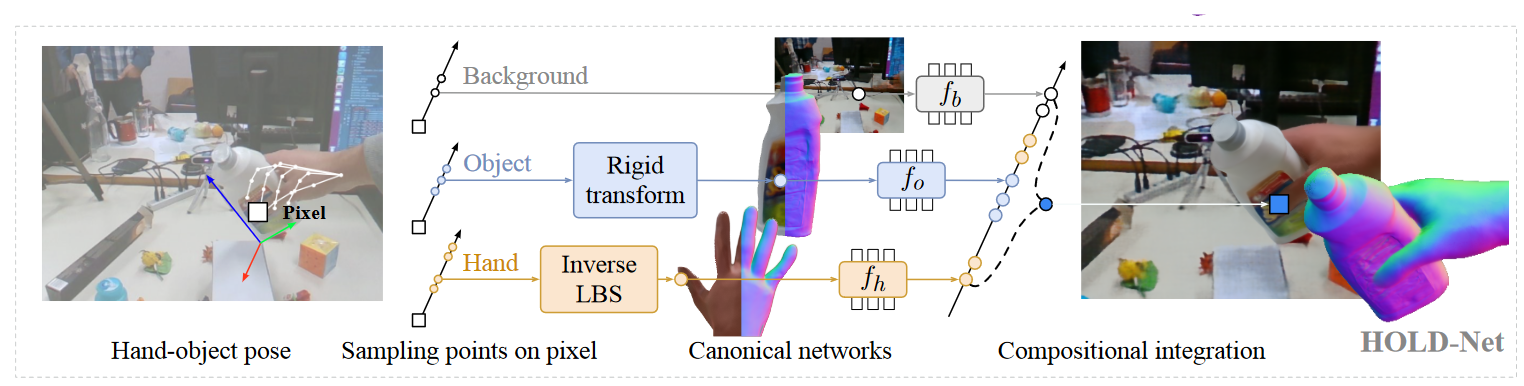 Pixel
Background
Object
Hand
Rigid
transform
Inverse
LBS
f_b
f_o
f_h
Hand-object pose
Sampling points on pixel
Canonical networks
Compositional integration
HOLD-Net